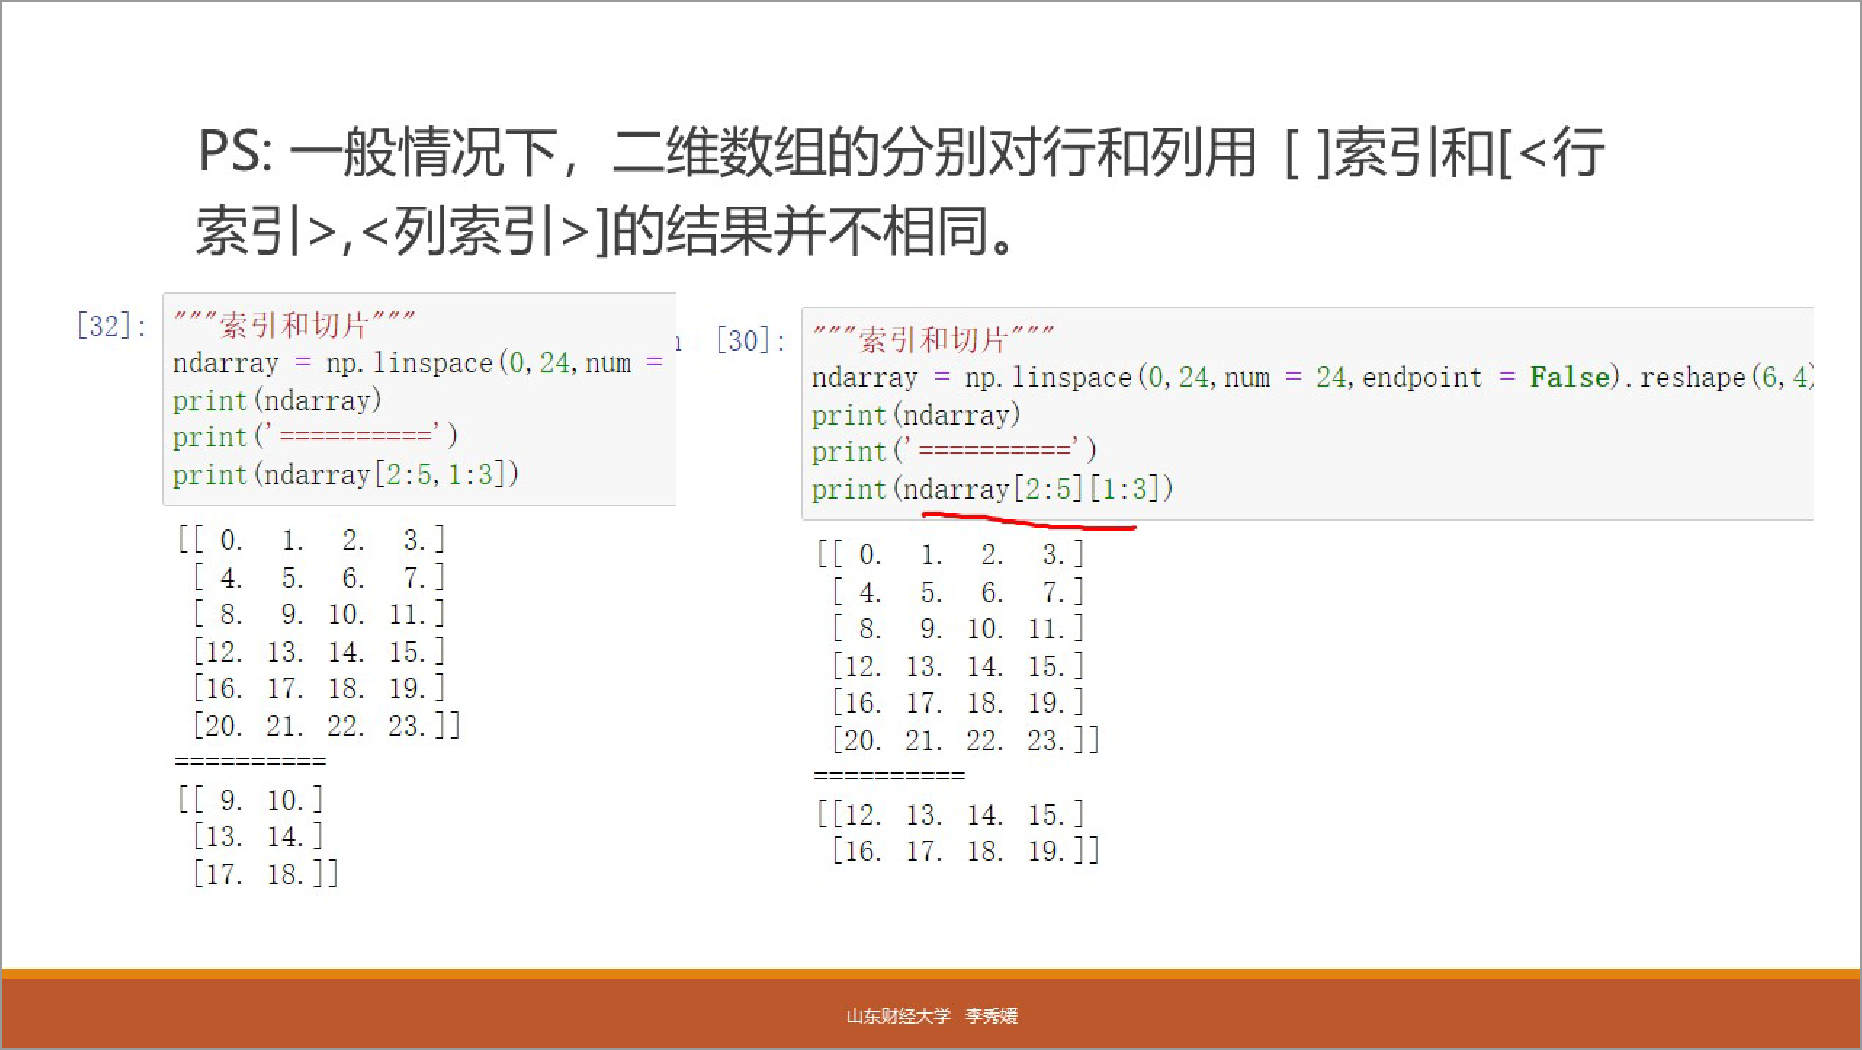 PS: 一般情况下，二维数组的分别对行和列用 [ ]索引和[<行
索引>,<列索引>]的结果并不相同。
[32]:
"""索引和切片"""
ndarray = np.linspace(0,24,num =
print(ndarray)
print('==========')
print(ndarray[2:5,1:3])
[[ 0.  1.  2.  3.]
 [ 4.  5.  6.  7.]
 [ 8.  9. 10. 11.]
 [12. 13. 14. 15.]
 [16. 17. 18. 19.]
 [20. 21. 22. 23.]]
==========
[[ 9. 10.]
 [13. 14.]
 [17. 18.]]
[30]:
"""索引和切片"""
ndarray = np.linspace(0,24,num = 24,endpoint = False).reshape(6,4)
print(ndarray)
print('==========')
print(ndarray[2:5][1:3])
[[ 0.  1.  2.  3.]
 [ 4.  5.  6.  7.]
 [ 8.  9. 10. 11.]
 [12. 13. 14. 15.]
 [16. 17. 18. 19.]
 [20. 21. 22. 23.]]
==========
[[12. 13. 14. 15.]
 [16. 17. 18. 19.]]
山东财经大学 李秀媛